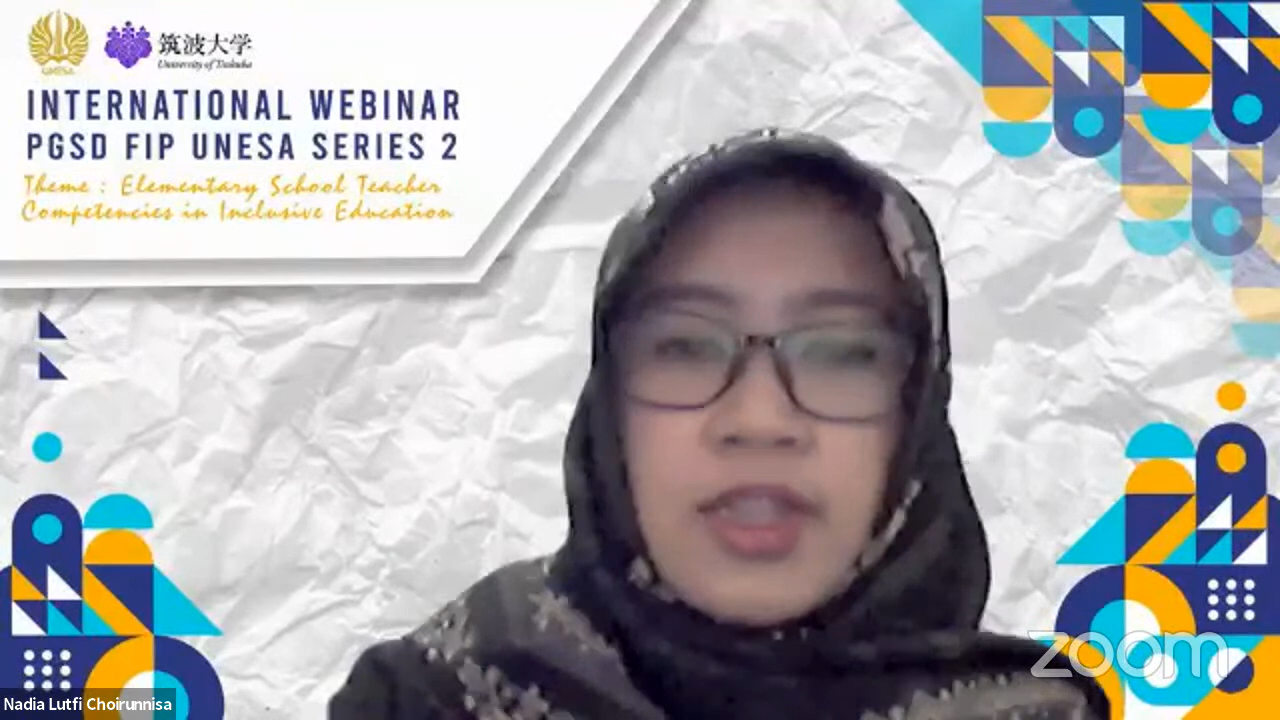 UNESA
筑波大学
University of Tsukuba
INTERNATIONAL WEBINAR
PGSD FIP UNESA SERIES 2
Theme : Elementary School Teacher
Competencies in Inclusive Education
zoom
Nadia Lutfi Choirunnisa